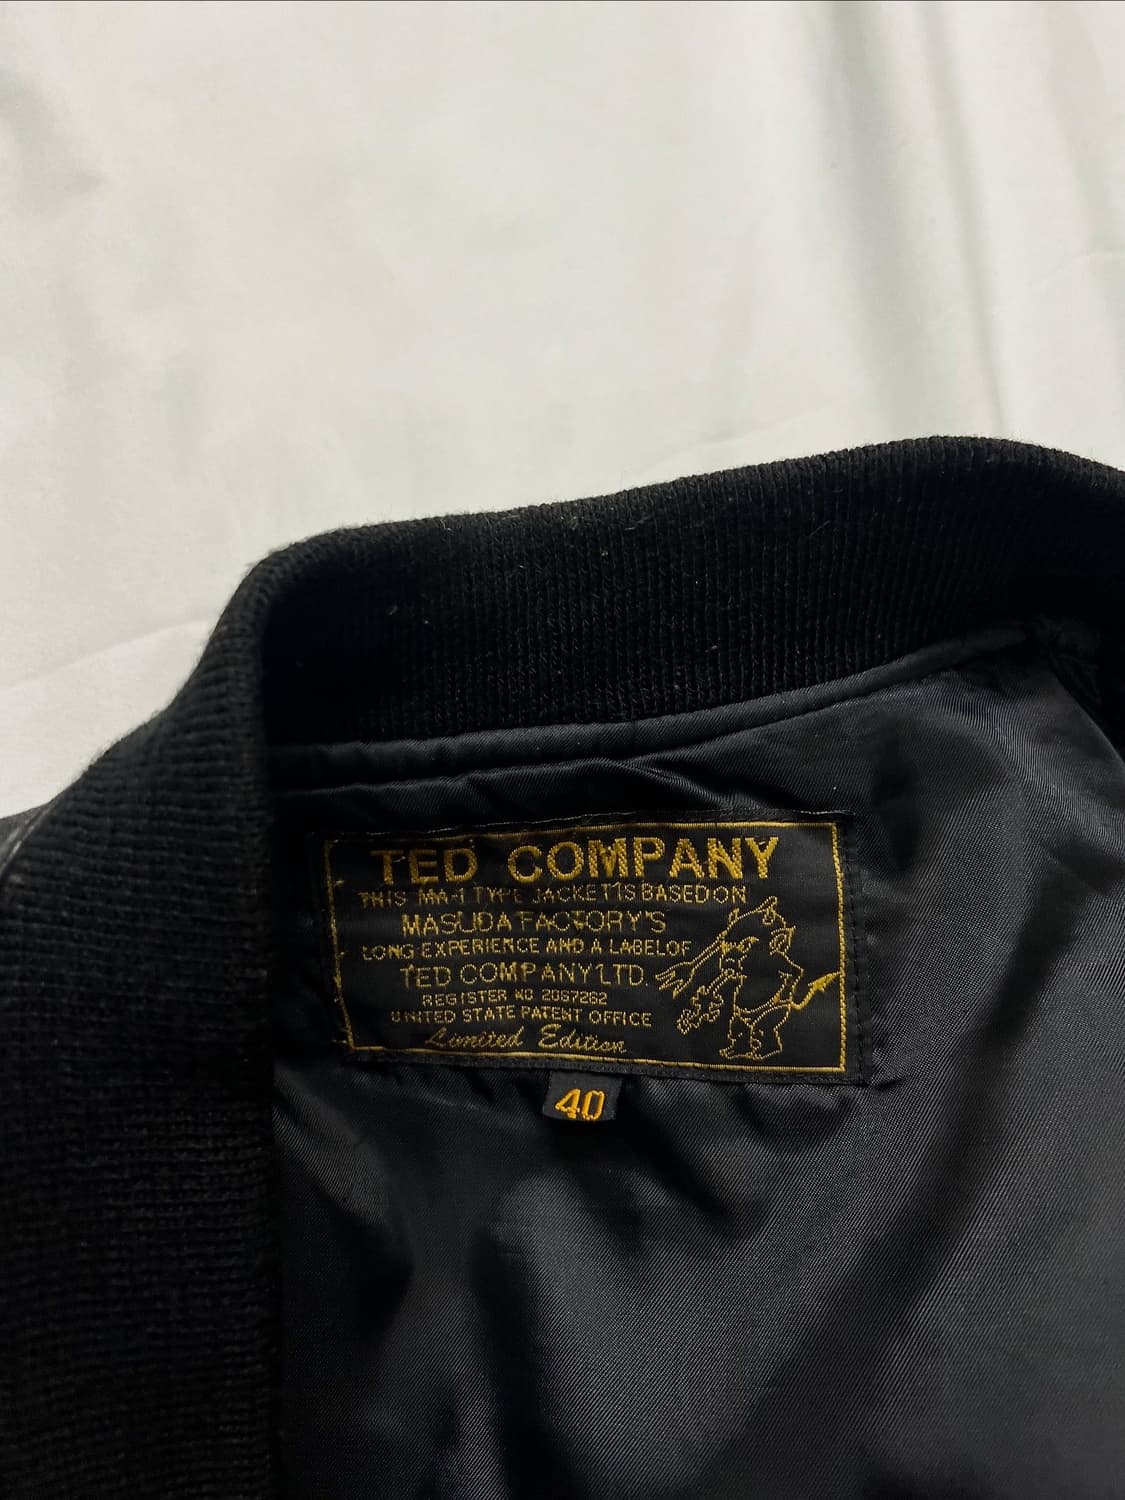 TED COMPANY
THIS MA-1 TYPE JACKET IS BASED ON
MASUDA FACTORY'S
LONG EXPERIENCE AND A LABEL OF
TED COMPANY LTD.
REGISTER NO 2067262
UNITED STATE PATENT OFFICE
Limited Edition
40